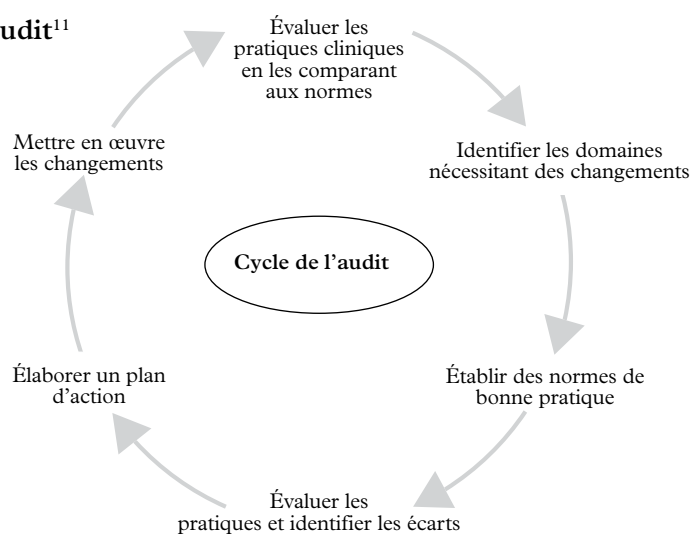 udit¹¹
Évaluer les
pratiques cliniques
en les comparant
aux normes
Identifier les domaines
nécessitant des changements
Établir des normes de
bonne pratique
Évaluer les
pratiques et identifier les écarts
Élaborer un plan
d’action
Mettre en œuvre
les changements
Cycle de l’audit